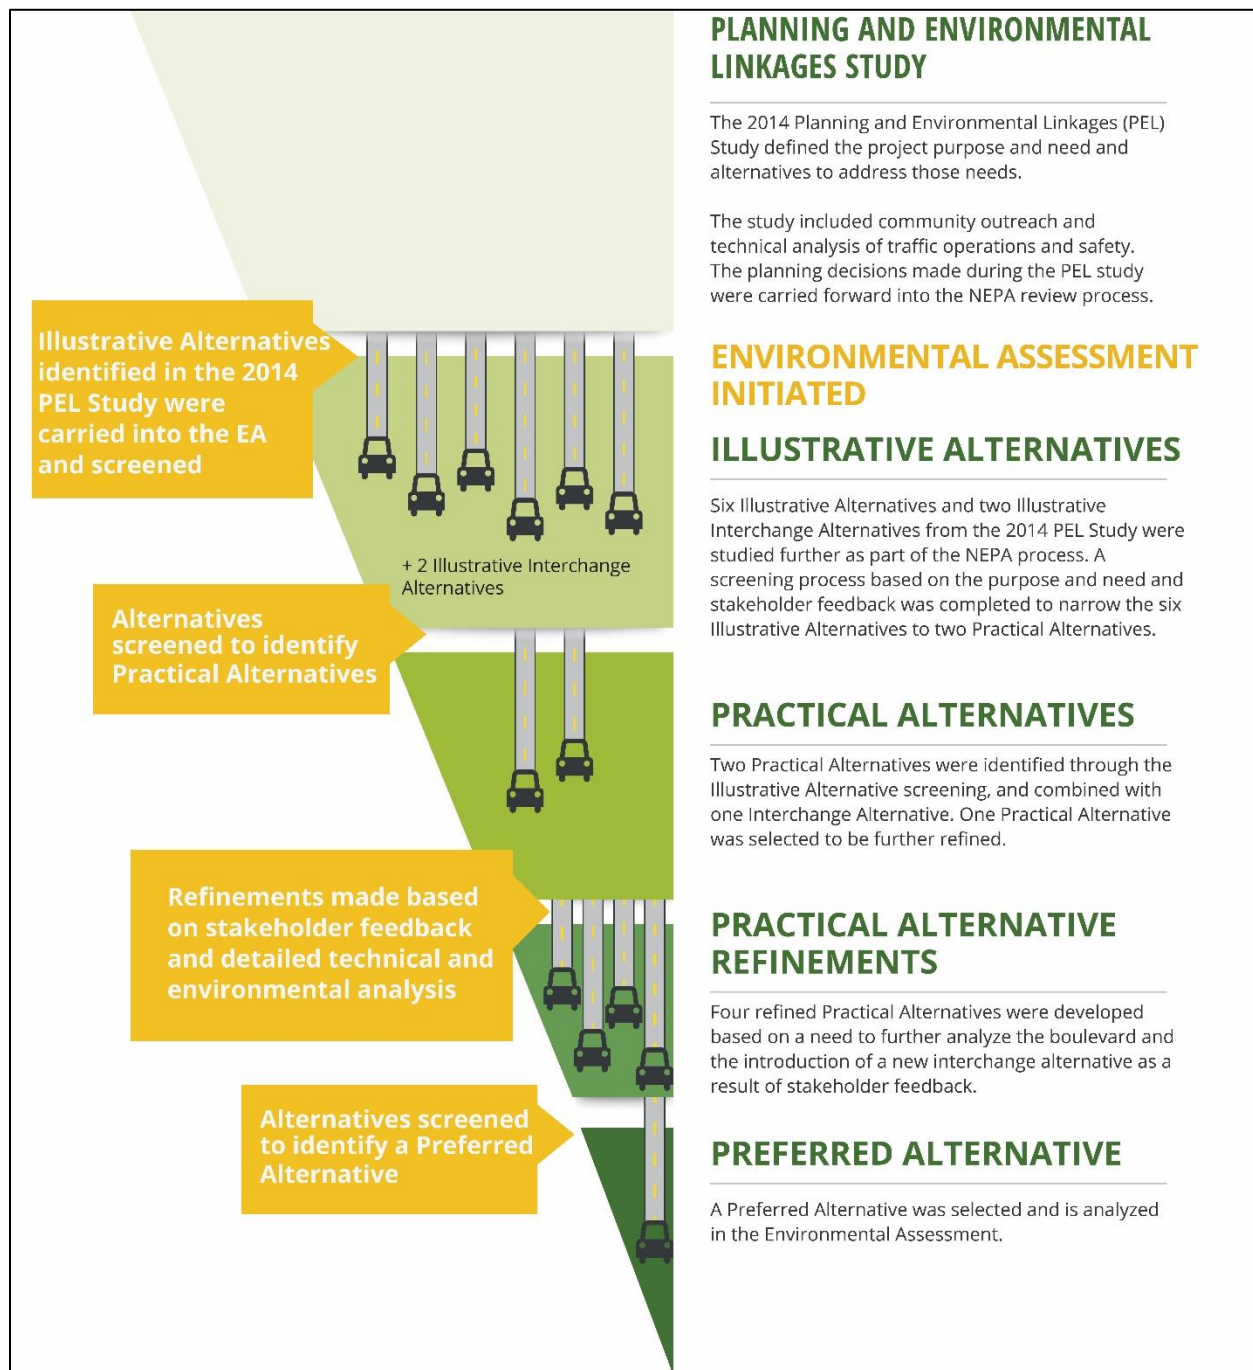 PLANNING AND ENVIRONMENTAL
LINKAGES STUDY
The 2014 Planning and Environmental Linkages (PEL)
Study defined the project purpose and need and
alternatives to address those needs.
The study included community outreach and
technical analysis of traffic operations and safety.
The planning decisions made during the PEL study
were carried forward into the NEPA review process.
Illustrative Alternatives
identified in the 2014
PEL Study were
carried into the EA
and screened
ENVIRONMENTAL ASSESSMENT
INITIATED
ILLUSTRATIVE ALTERNATIVES
Six Illustrative Alternatives and two Illustrative
Interchange Alternatives from the 2014 PEL Study were
studied further as part of the NEPA process. A
screening process based on the purpose and need and
stakeholder feedback was completed to narrow the six
Illustrative Alternatives to two Practical Alternatives.
+ 2 Illustrative Interchange
Alternatives
Alternatives
screened to identify
Practical Alternatives
PRACTICAL ALTERNATIVES
Two Practical Alternatives were identified through the
Illustrative Alternative screening, and combined with
one Interchange Alternative. One Practical Alternative
was selected to be further refined.
Refinements made based
on stakeholder feedback
and detailed technical and
environmental analysis
PRACTICAL ALTERNATIVE
REFINEMENTS
Four refined Practical Alternatives were developed
based on a need to further analyze the boulevard and
the introduction of a new interchange alternative as a
result of stakeholder feedback.
Alternatives screened
to identify a Preferred
Alternative
PREFERRED ALTERNATIVE
A Preferred Alternative was selected and is analyzed
in the Environmental Assessment.